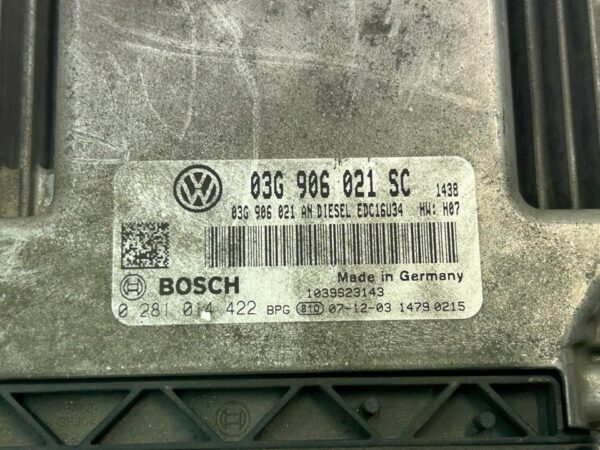 03G 906 021 SC 1438
03G 906 021 AN DIESEL EDC16U34 HW: H07
BOSCH Made in Germany
1039S23143
0 281 014 422 BPG 810 07-12-03 1479 0215